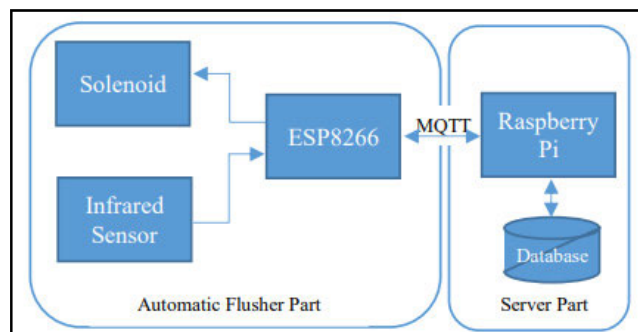 Solenoid
ESP8266
Infrared
Sensor
Automatic Flusher Part
MQTT
Raspberry
Pi
Database
Server Part